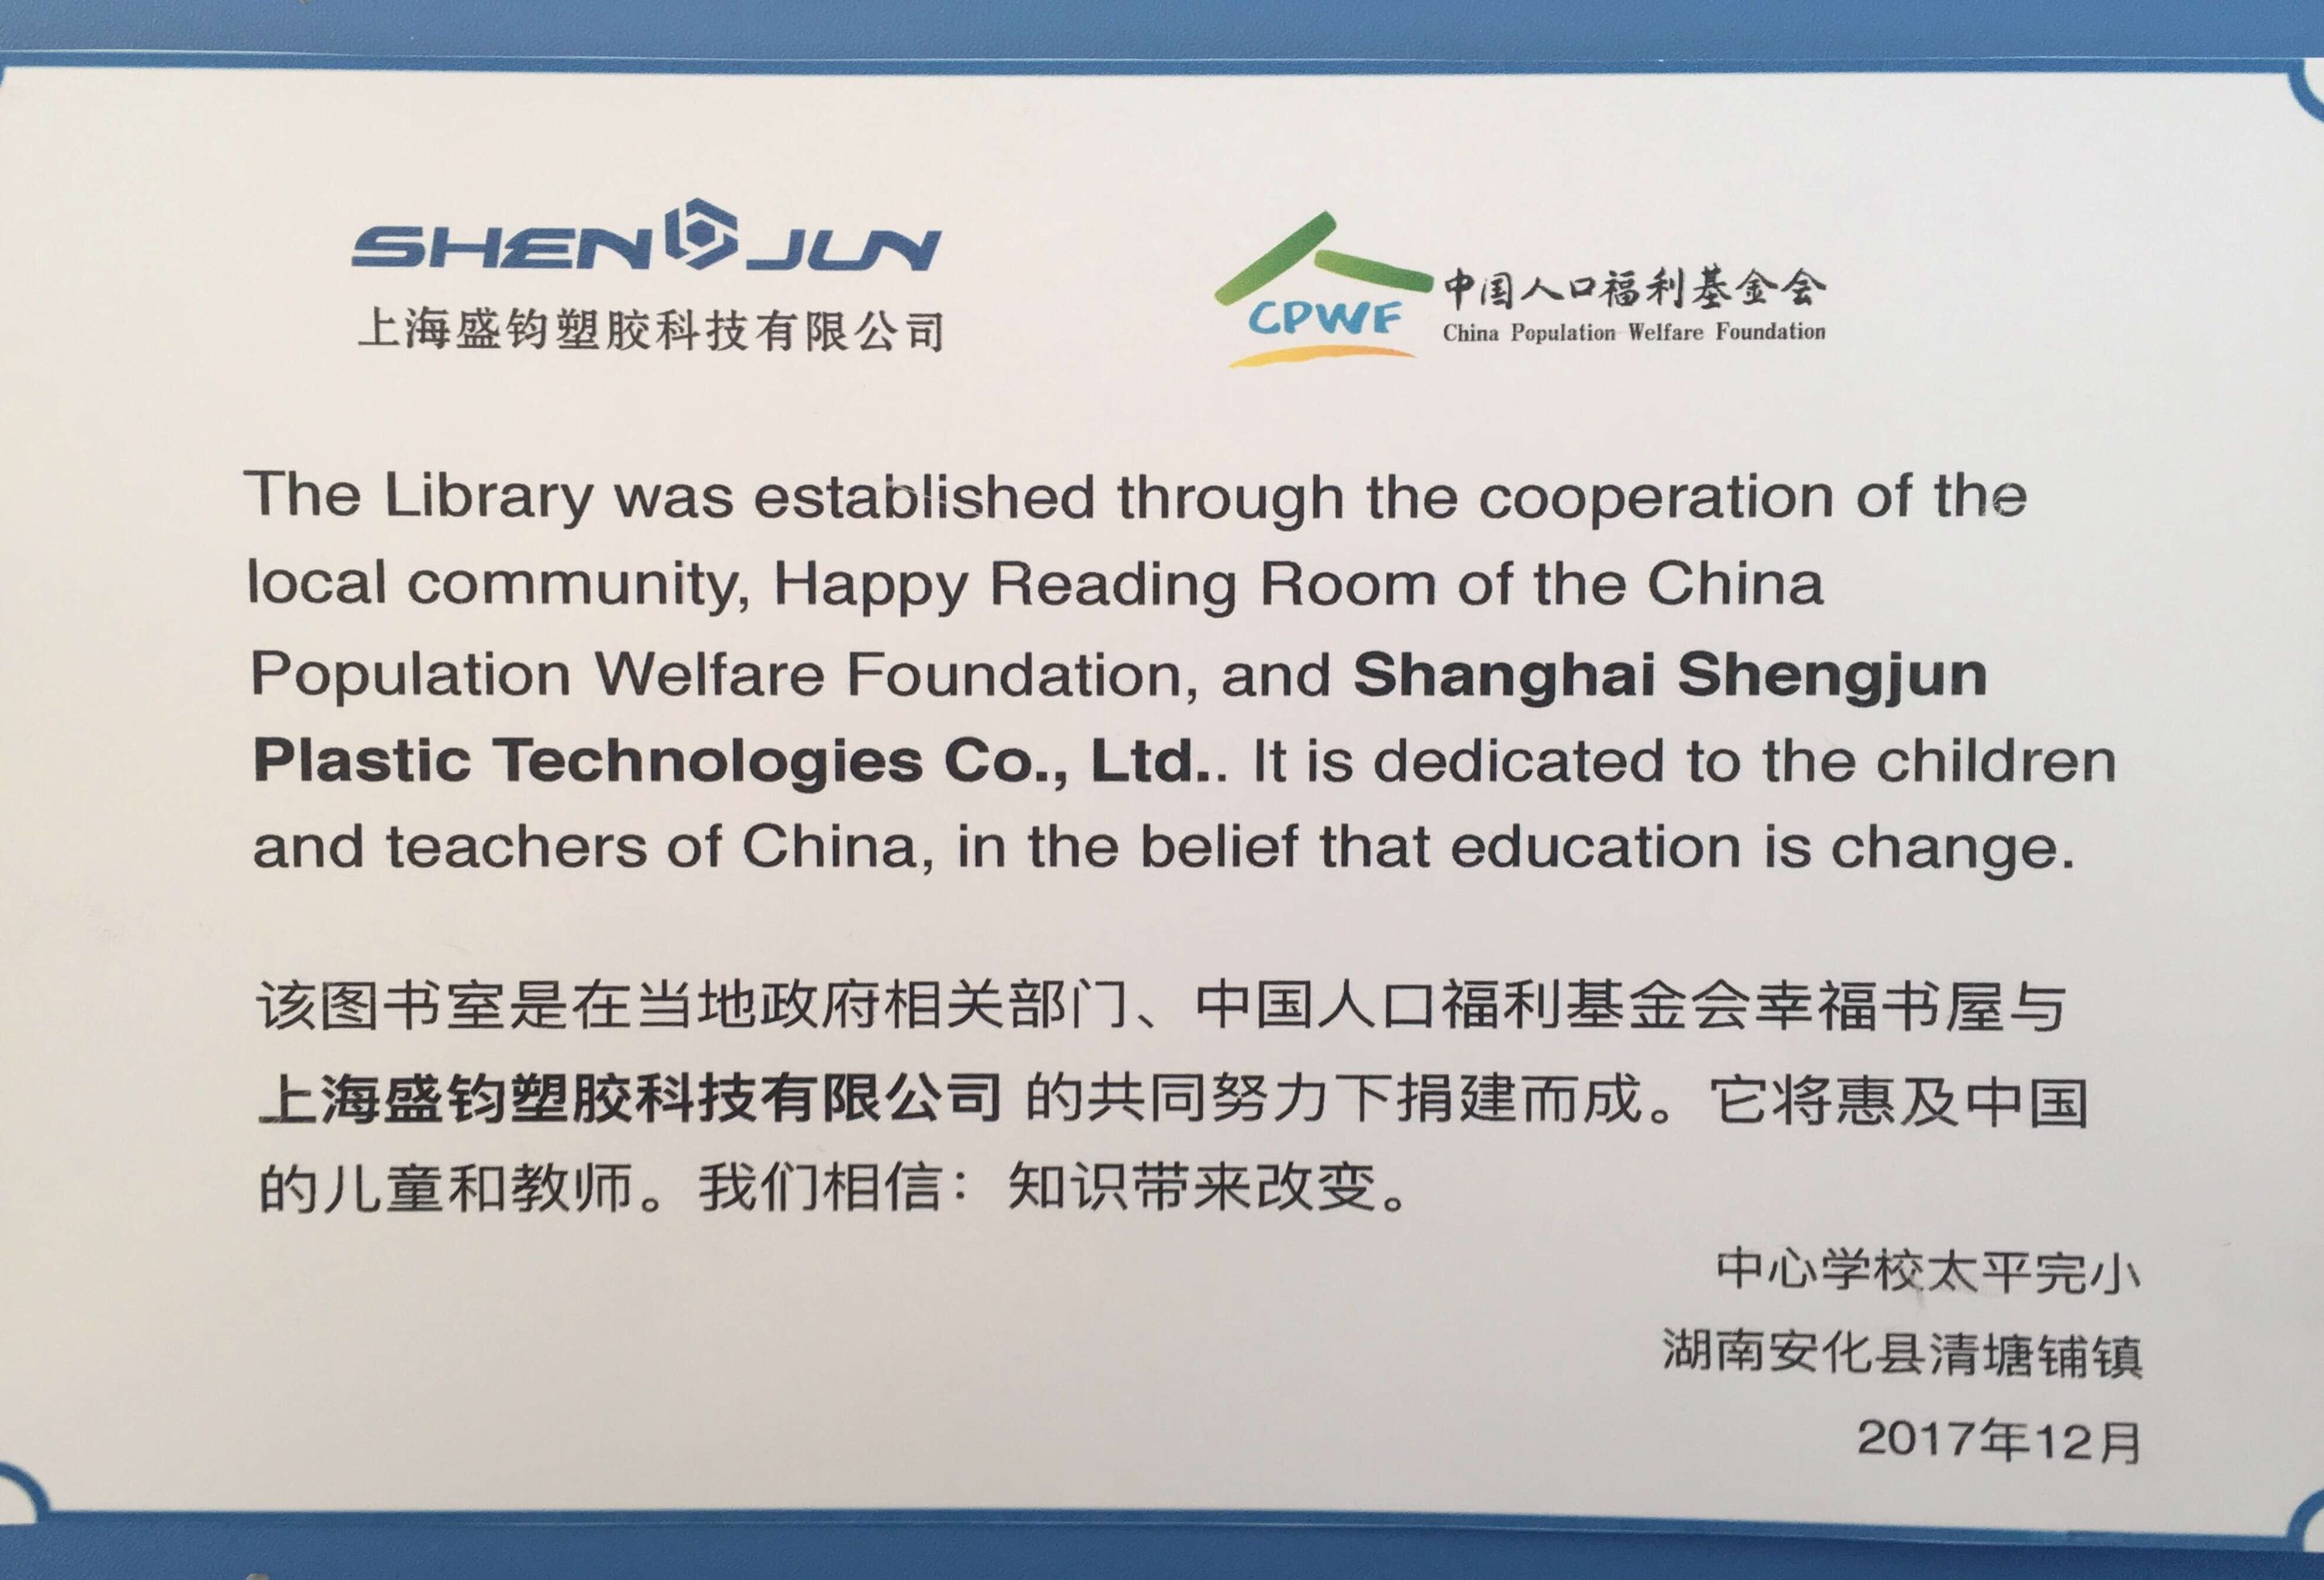 SHENGJUN
上海盛钧塑胶科技有限公司
CPWF
中国人口福利基金会
China Population Welfare Foundation
The Library was established through the cooperation of the
local community, Happy Reading Room of the China
Population Welfare Foundation, and Shanghai Shengjun
Plastic Technologies Co., Ltd.. It is dedicated to the children
and teachers of China, in the belief that education is change.
该图书室是在当地政府相关部门、中国人口福利基金会幸福书屋与
上海盛钧塑胶科技有限公司 的共同努力下捐建而成。它将惠及中国
的儿童和教师。我们相信：知识带来改变。
中心学校太平完小
湖南安化县清塘铺镇
2017年12月